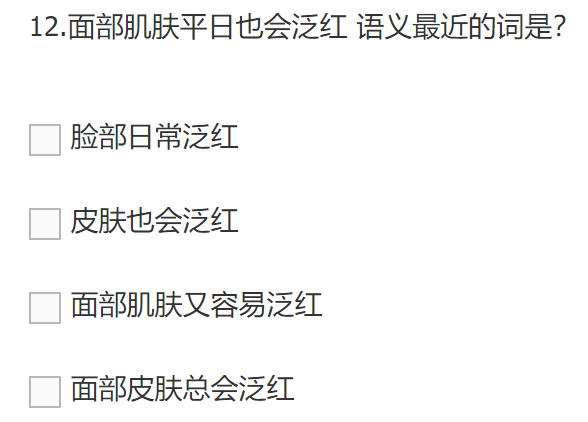 12.面部肌肤平日也会泛红 语义最近的词是?
脸部日常泛红
皮肤也会泛红
面部肌肤又容易泛红
面部皮肤总会泛红